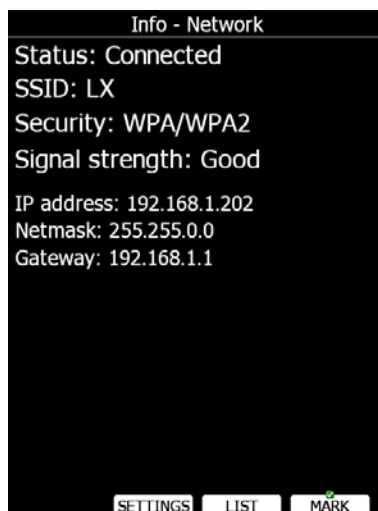 Info - Network
Status: Connected
SSID: LX
Security: WPA/WPA2
Signal strength: Good
IP address: 192.168.1.202
Netmask: 255.255.0.0
Gateway: 192.168.1.1
SETTINGS LIST MARK